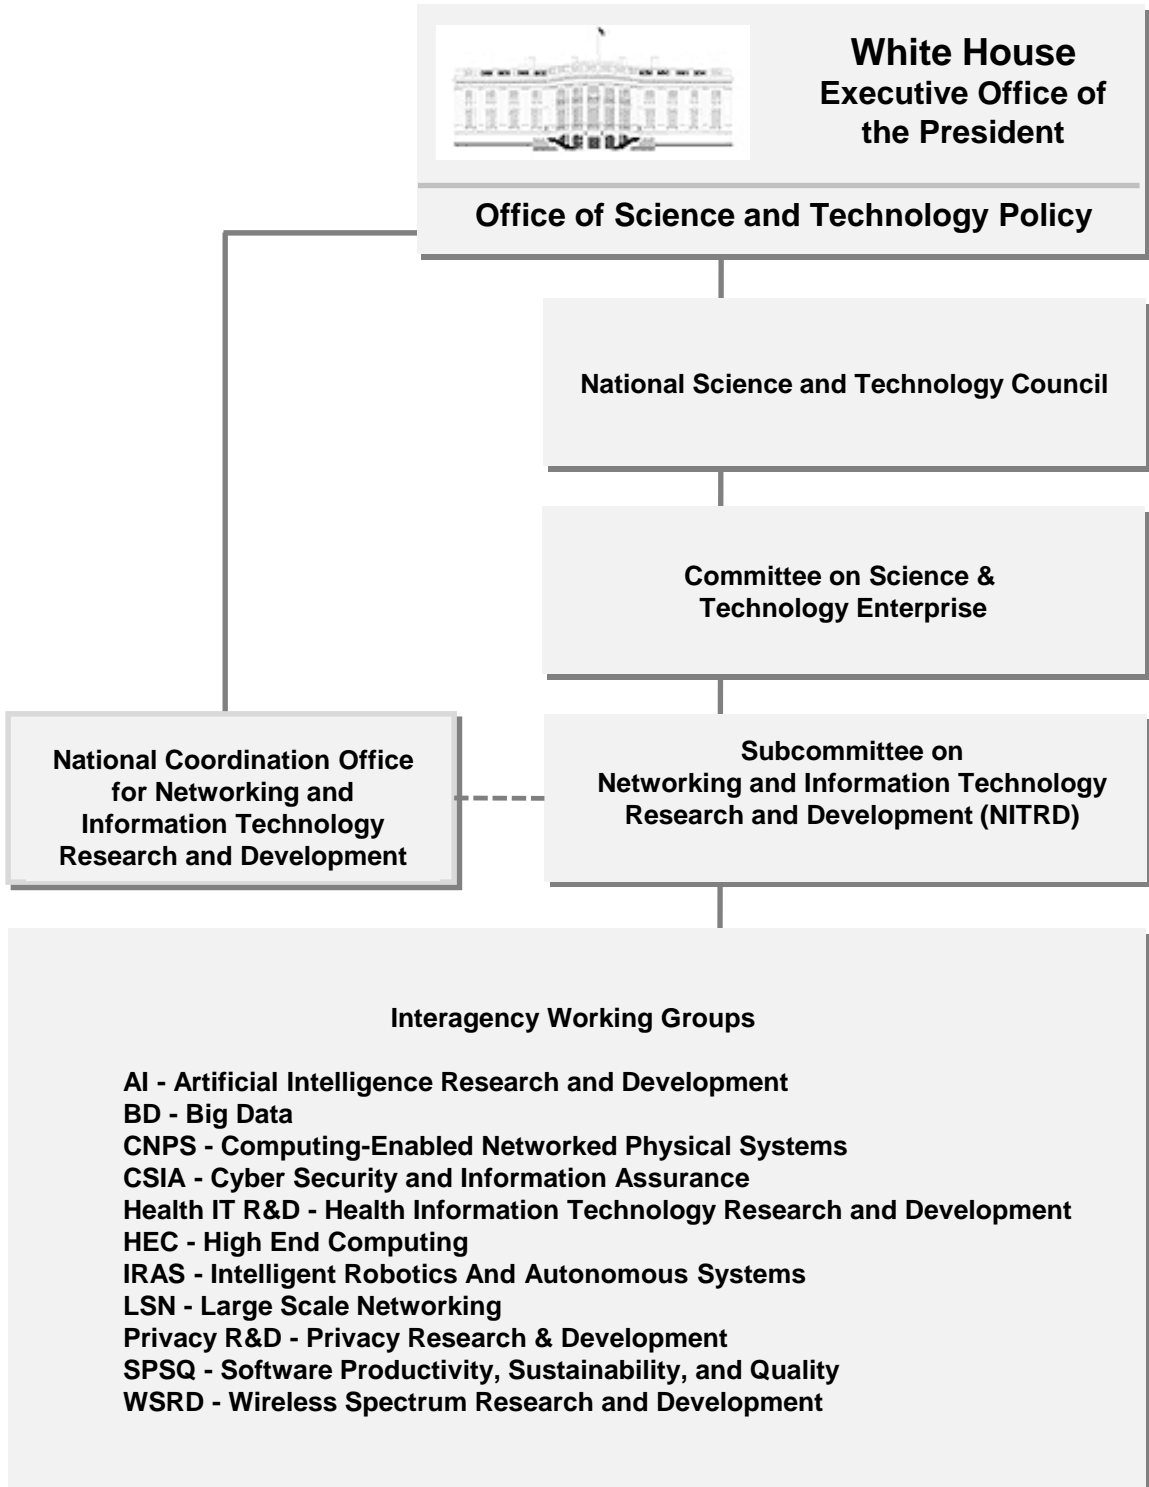 White House
Executive Office of
the President
Office of Science and Technology Policy
National Science and Technology Council
Committee on Science &
Technology Enterprise
National Coordination Office
for Networking and
Information Technology
Research and Development
Subcommittee on
Networking and Information Technology
Research and Development (NITRD)
Interagency Working Groups
AI - Artificial Intelligence Research and Development
BD - Big Data
CNPS - Computing-Enabled Networked Physical Systems
CSIA - Cyber Security and Information Assurance
Health IT R&D - Health Information Technology Research and Development
HEC - High End Computing
IRAS - Intelligent Robotics And Autonomous Systems
LSN - Large Scale Networking
Privacy R&D - Privacy Research & Development
SPSQ - Software Productivity, Sustainability, and Quality
WSRD - Wireless Spectrum Research and Development